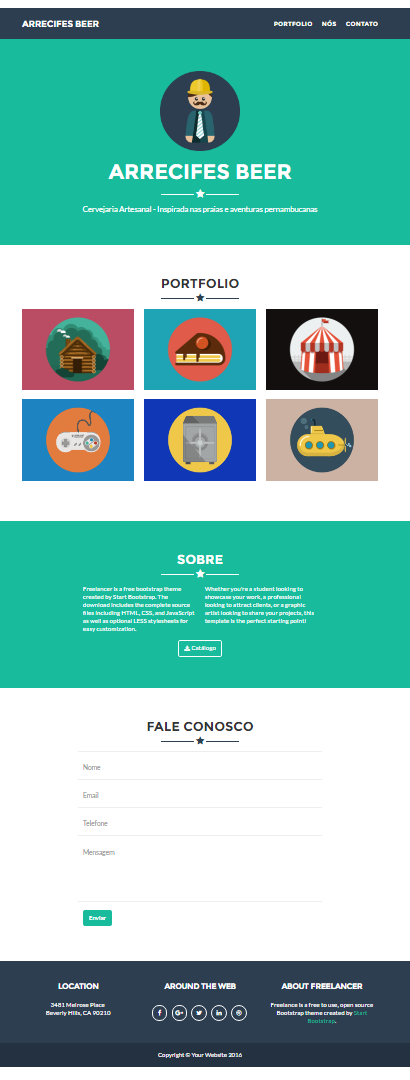 ARRECIFES BEER
PORTFOLIO NÓS CONTATO
ARRECIFES BEER
Cervejaria Artesanal - Inspirada nas praias e aventuras pernambucanas
PORTFOLIO
SOBRE
Freelancer is a free bootstrap theme
created by Start Bootstrap. The
download includes the complete source
files including HTML, CSS, and JavaScript
as well as optional LESS stylesheets for
easy customization.
Whether you're a student looking to
showcase your work, a professional
looking to attract clients, or a graphic
artist looking to share your projects, this
template is the perfect starting point!
Catálogo
FALE CONOSCO
Nome
Email
Telefone
Mensagem
Enviar
LOCATION
3481 Melrose Place
Beverly Hills, CA 90210
AROUND THE WEB
ABOUT FREELANCER
Freelance is a free to use, open source
Bootstrap theme created by Start
Bootstrap.
Copyright © Your Website 2016